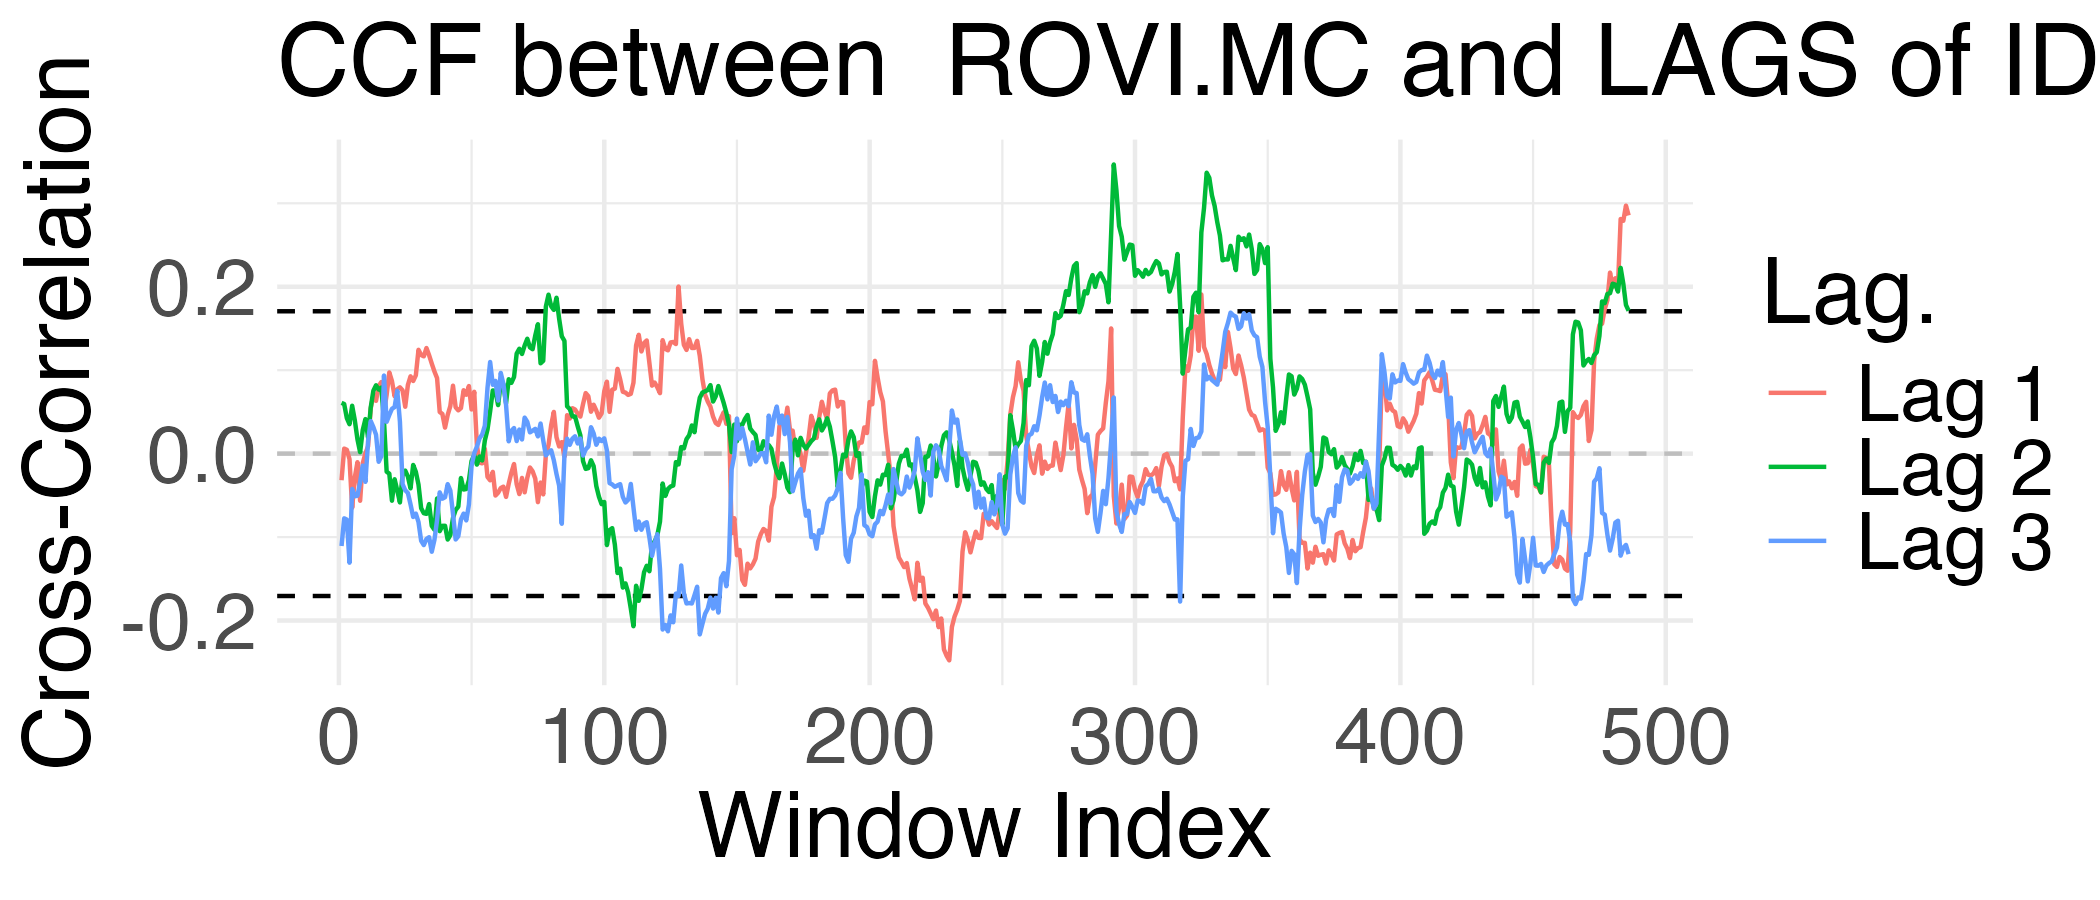 CCF between  ROVI.MC and LAGS of ID
Cross-Correlation
0.2
0.0
-0.2
0 100 200 300 400 500
Window Index
Lag.
Lag 1
Lag 2
Lag 3